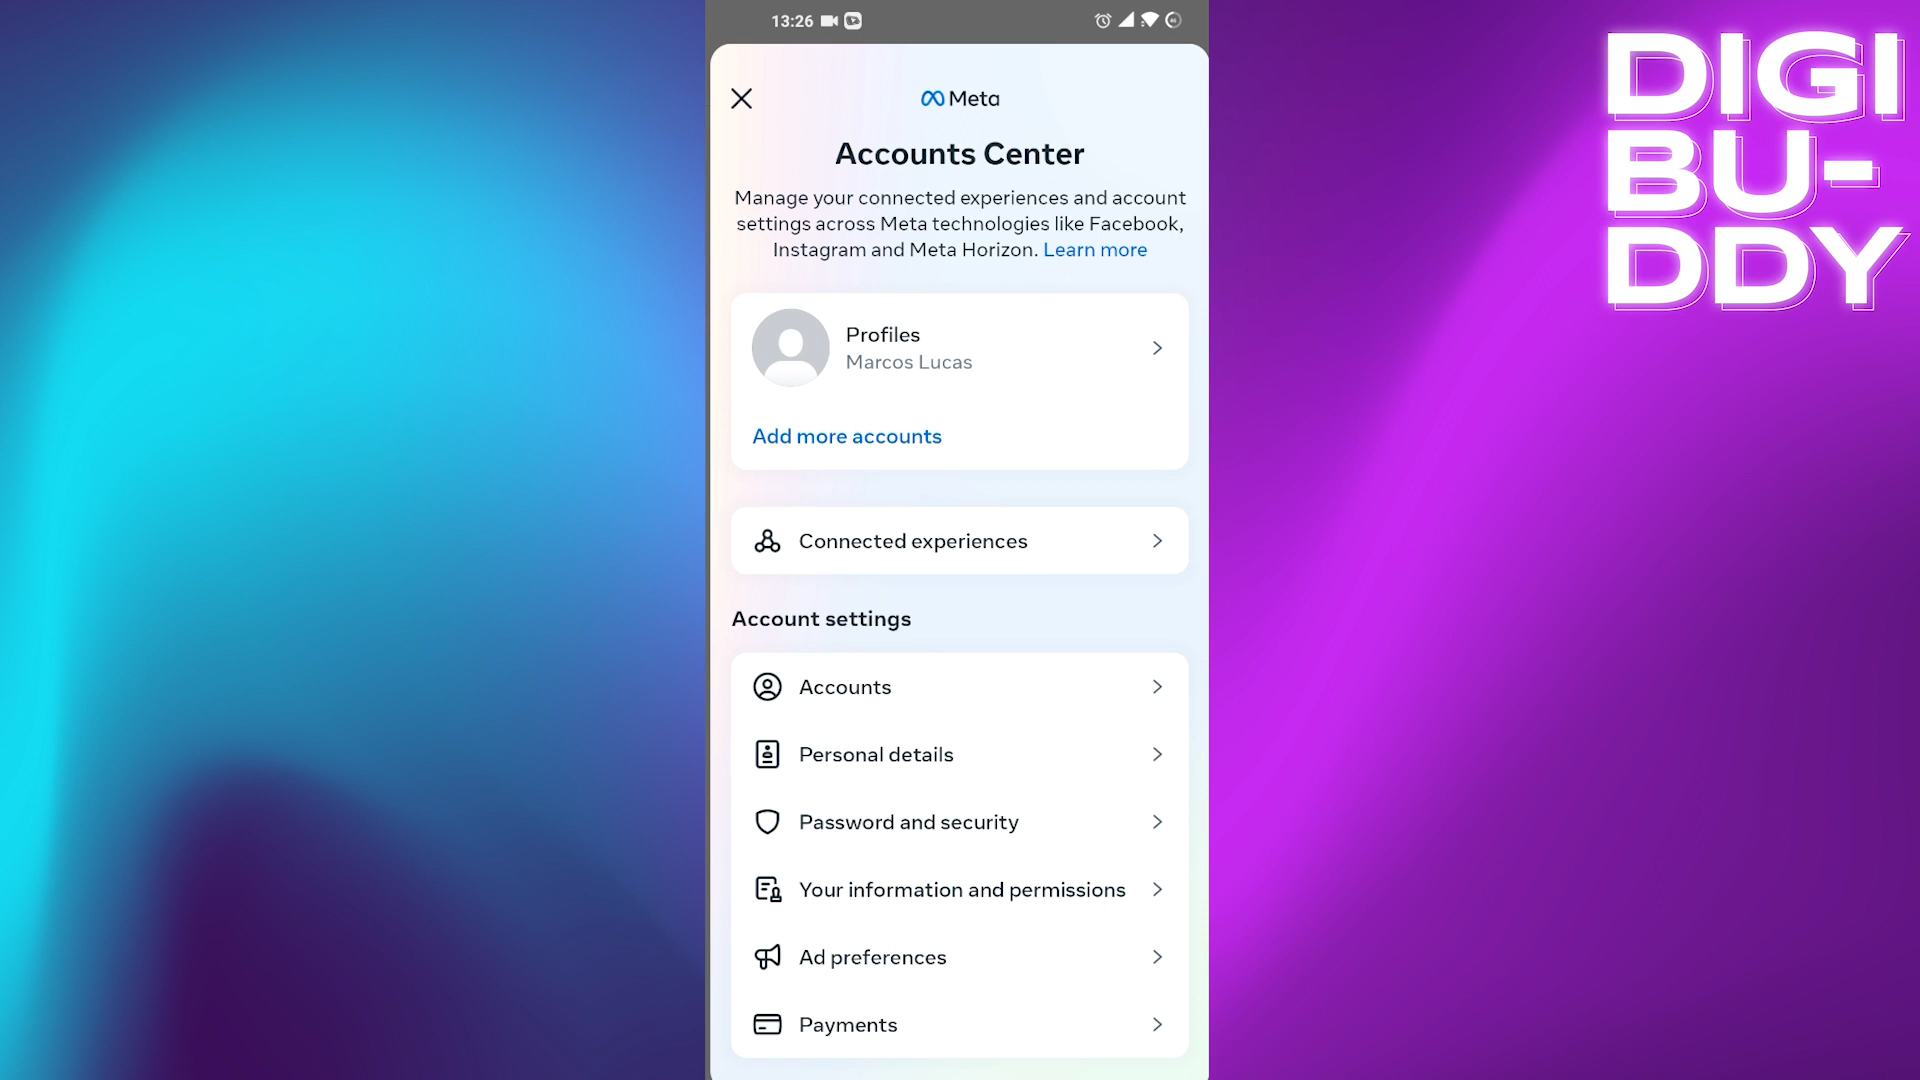 13:26
Meta
Accounts Center
Manage your connected experiences and account
settings across Meta technologies like Facebook,
Instagram and Meta Horizon. Learn more
Profiles
Marcos Lucas
Add more accounts
Connected experiences
Account settings
Accounts
Personal details
Password and security
Your information and permissions
Ad preferences
Payments
DIGI
BU-
DDY